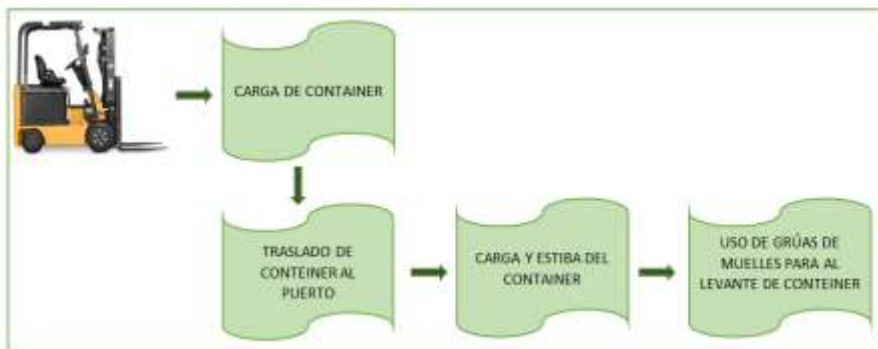 CARGA DE CONTAINER
TRASLADO DE
CONTEINER AL
PUERTO
CARGA Y ESTIBA DEL
CONTAINER
USO DE GRÚAS DE
MUELLES PARA AL
LEVANTE DE CONTEINER